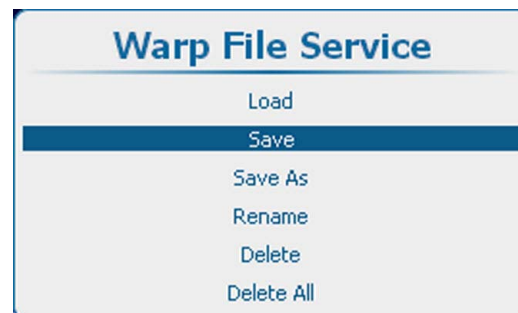 Warp File Service
Load
Save
Save As
Rename
Delete
Delete All